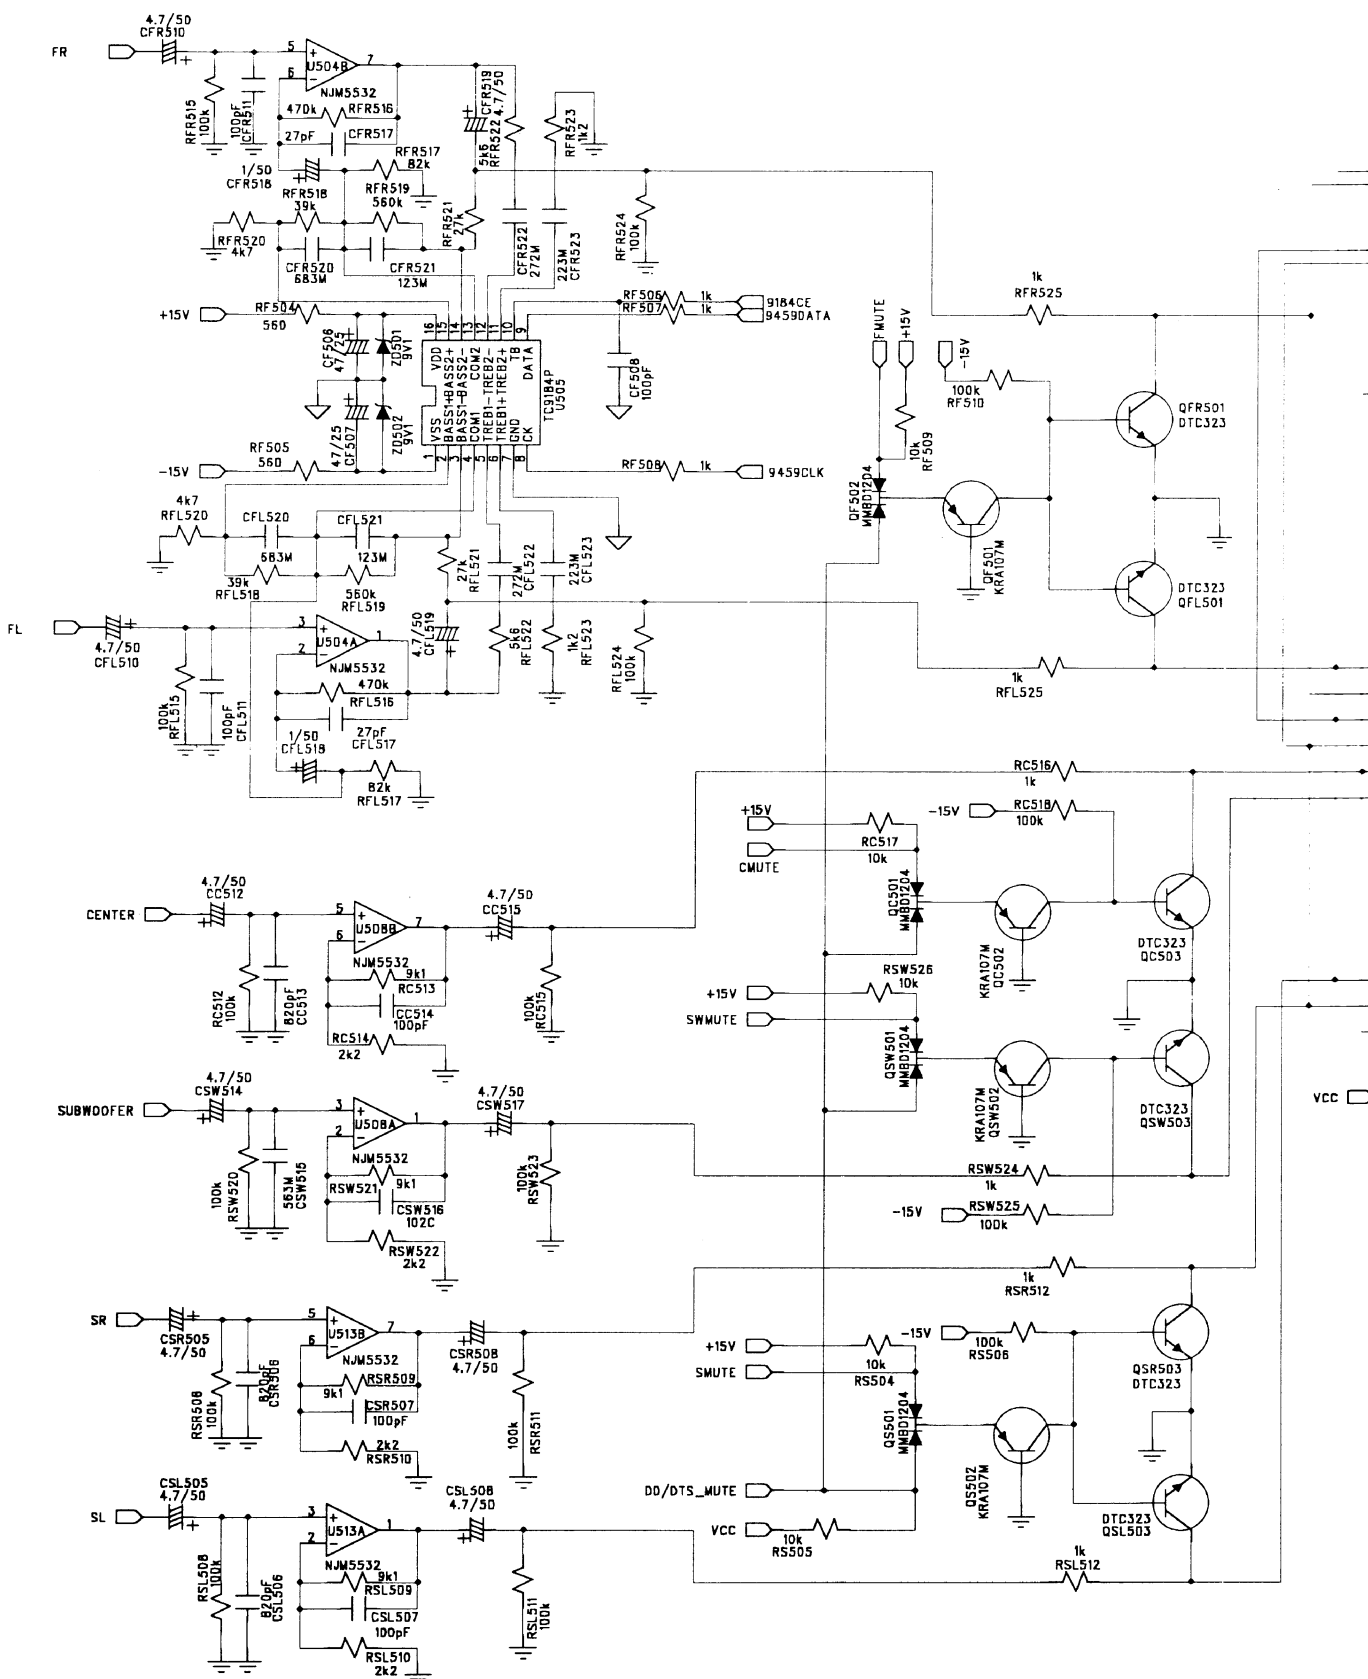 4.7/50
CFR510
FR
5
+
7
U504B
6
−
NJM5532
RFR515
100k
100pF
CFR511
470k RFR516
27pF CFR517
1/50
CFR518
RFR517
82k
RFR518
39k
RFR519
560k
RFR520
4k7
CFR520
683M
CFR521
123M
CFR519
4.7/50
5k6
RFR522
RFR523
1k2
RFR521
27k
CFR522
272M
223M
CFR523
RFR524
100k
+15V
RF504
560
CF506
47/25
ZD501
9V1
16 15 14 13 12 11 10 9
VDD
BASS2+
BASS2-
COM2
TREB2-
TREB2+
TB
DATA
TC9184P
U505
VSS
BASS1+
BASS1-
COM1
TREB1-
TREB1+
GND
CK
1 2 3 4 5 6 7 8
CF507
47/25
ZD502
9V1
RF505
560
-15V
RF506 1k 9184CE
RF507 1k 9459DATA
CF508
100pF
RF508 1k 9459CLK
1k
RFR525
FMUTE
+15V
-15V
100k
RF510
10k
RF509
QF502
MMBD1204
QF501
KRA107M
QFR501
DTC323
DTC323
QFL501
1k
RFL525
4k7
RFL520
CFL520
683M
CFL521
123M
39k
RFL518
560k
RFL519
27k
RFL521
272M
CFL522
223M
CFL523
FL
4.7/50
CFL510
3
+
1
U504A
2
−
NJM5532
100k
RFL515
100pF
CFL511
470k
RFL516
27pF
CFL517
1/50
CFL518
82k
RFL517
4.7/50
CFL519
5k6
RFL522
1k2
RFL523
RFL524
100k
RC516
1k
+15V
RC517
10k
CMUTE
-15V
RC518
100k
QC501
MMBD1204
KRA107M
QC502
DTC323
QC503
CENTER
4.7/50
CC512
5
+
7
U508B
6
−
NJM5532
RC512
100k
820pF
CC513
9k1
RC513
CC514
100pF
RC514
2k2
4.7/50
CC515
100k
RC515
RSW526
10k
+15V
SWMUTE
QSW501
MMBD1204
KRA107M
QSW502
DTC323
QSW503
VCC
SUBWOOFER
4.7/50
CSW514
3
+
1
U508A
2
−
NJM5532
100k
RSW520
563M
CSW515
RSW521 9k1
CSW516
102C
RSW522
2k2
4.7/50
CSW517
100k
RSW523
RSW524
1k
-15V
RSW525
100k
1k
RSR512
SR
CSR505
4.7/50
5
+
7
U513B
6
−
NJM5532
RSR508
100k
820pF
CSR506
RSR509
9k1
CSR507
100pF
2k2
RSR510
CSR508
4.7/50
100k
RSR511
+15V
10k
RS504
SMUTE
-15V
100k
RS506
QS501
MMBD1204
QS502
KRA107M
QSR503
DTC323
DTC323
QSL503
DD/DTS_MUTE
VCC
10k
RS505
1k
RSL512
SL
CSL505
4.7/50
3
+
1
U513A
2
−
NJM5532
RSL508
100k
820pF
CSL506
9k1
RSL509
CSL507
100pF
RSL510
2k2
CSL508
4.7/50
RSL511
100k